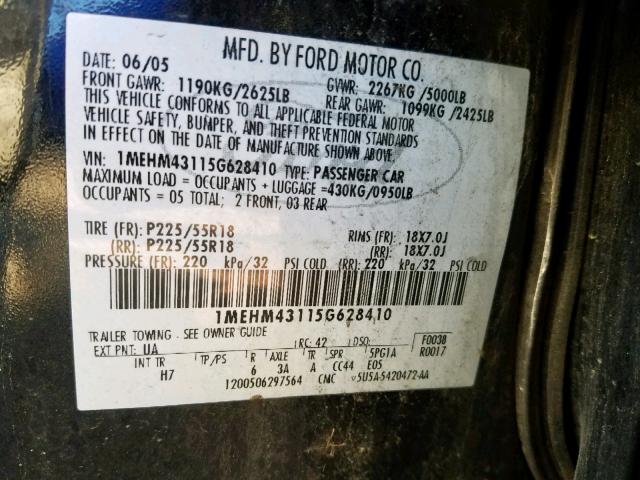 MFD. BY FORD MOTOR CO.
DATE: 06/05 GVWR: 2267KG /5000LB
FRONT GAWR: 1190KG/2625LB REAR GAWR: 1099KG/2425LB
THIS VEHICLE CONFORMS TO ALL APPLICABLE FEDERAL MOTOR
VEHICLE SAFETY, BUMPER, AND THEFT PREVENTION STANDARDS
IN EFFECT ON THE DATE OF MANUFACTURE SHOWN ABOVE
VIN: 1MEHM43115G628410 TYPE: PASSENGER CAR
MAXIMUM LOAD = OCCUPANTS + LUGGAGE =430KG/0950LB
OCCUPANTS = 05 TOTAL; 2 FRONT, 03 REAR
TIRE (FR): P225/55R18 RIMS (FR): 18X7.0J
(RR): P225/55R18 (RR): 18X7.0J
PRESSURE (FR): 220 kPa/32 PSI COLD (RR): 220 kPa/32 PSI COLD
1MEHM43115G628410
TRAILER TOWING - SEE OWNER GUIDE
EXT PNT: UA RC: 42 DSO: F0038
R0017
INT TR TP/PS R AXLE TR SPR 5PG1A
H7 6 3A A CC44 E05
1200506297564 CMC v5U5A-5420472-AA